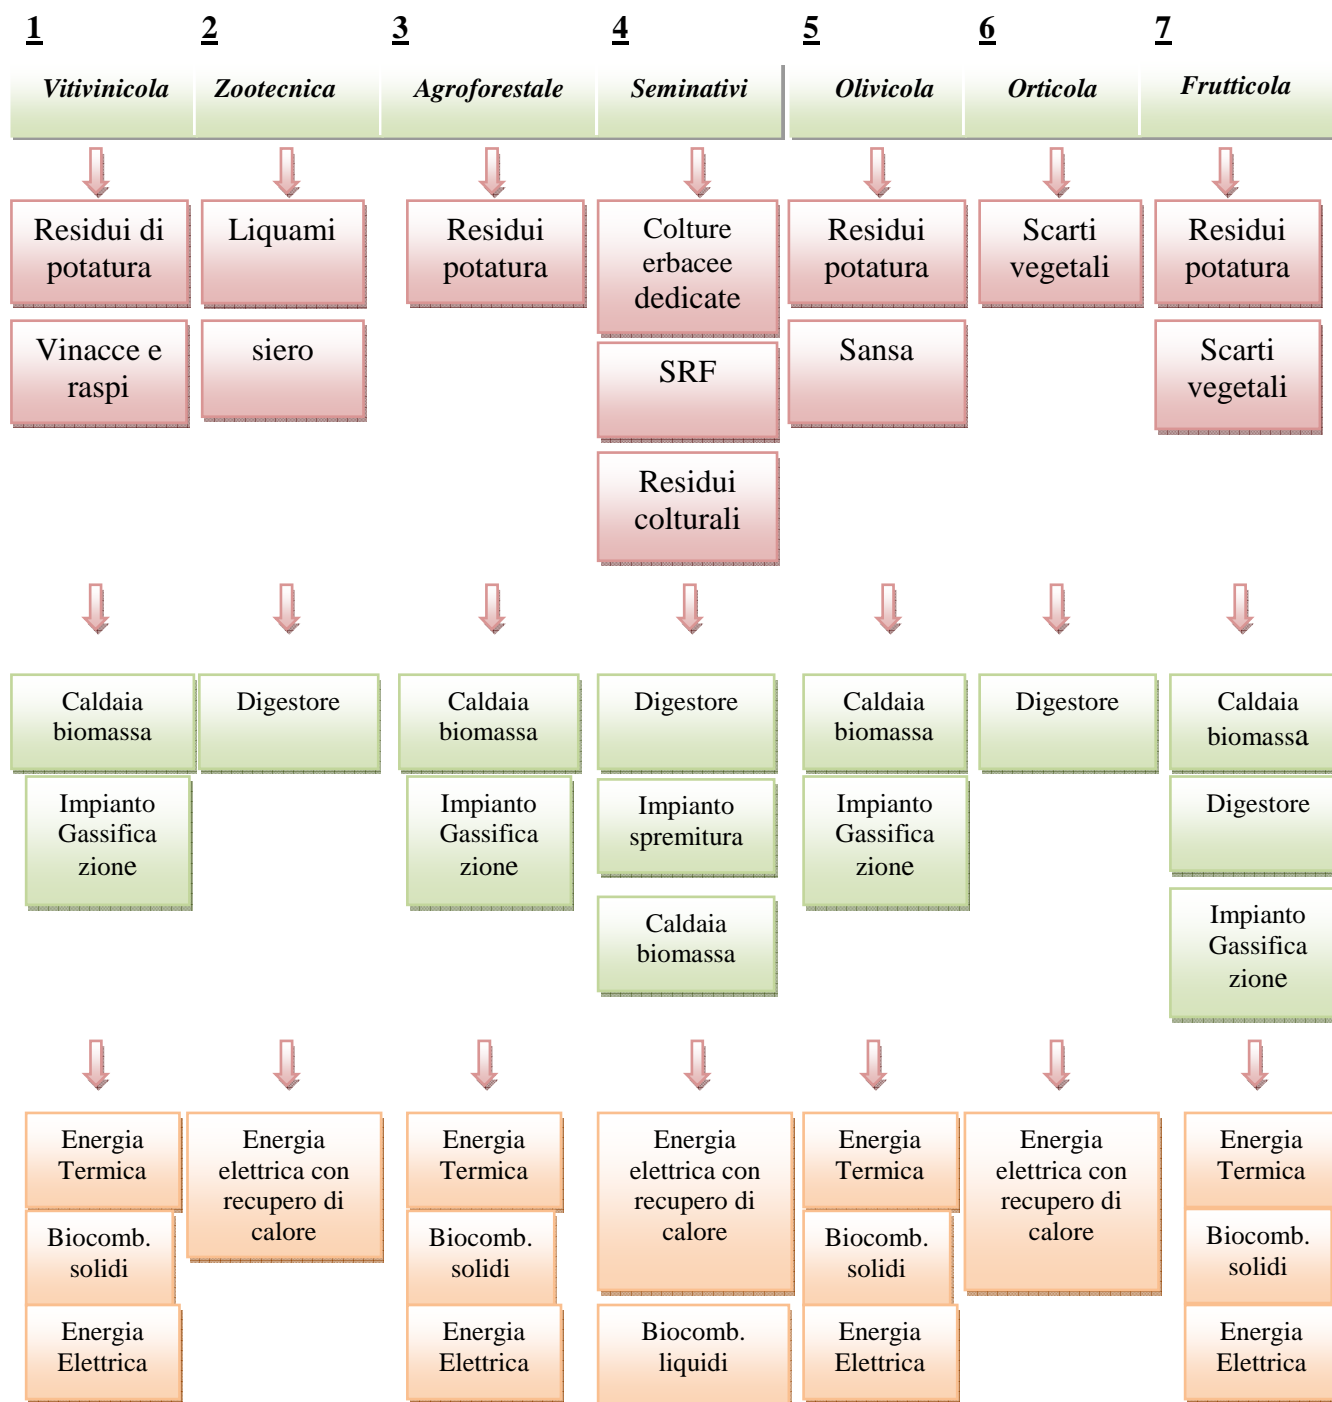 1 2 3 4 5 6 7
Vitivinicola Zootecnica Agroforestale Seminativi Olivicola Orticola Frutticola
Residui di
potatura
Vinacce e
raspi
Liquami
siero
Residui
potatura
Colture
erbacee
dedicate
SRF
Residui
colturali
Residui
potatura
Sansa
Scarti
vegetali
Residui
potatura
Scarti
vegetali
Caldaia
biomassa
Impianto
Gassifica
zione
Digestore
Caldaia
biomassa
Impianto
Gassifica
zione
Digestore
Impianto
spremitura
Caldaia
biomassa
Caldaia
biomassa
Impianto
Gassifica
zione
Digestore
Caldaia
biomassa
Digestore
Impianto
Gassifica
zione
Energia
Termica
Biocomb.
solidi
Energia
Elettrica
Energia
elettrica con
recupero di
calore
Energia
Termica
Biocomb.
solidi
Energia
Elettrica
Energia
elettrica con
recupero di
calore
Biocomb.
liquidi
Energia
Termica
Biocomb.
solidi
Energia
Elettrica
Energia
elettrica con
recupero di
calore
Energia
Termica
Biocomb.
solidi
Energia
Elettrica